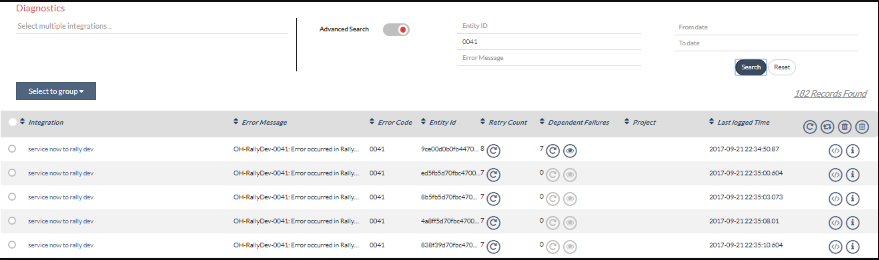 Diagnostics
Select multiple integrations ..
Advanced Search
Entity ID
0041
Error Message
From date
To date
Search Reset
Select to group
182 Records Found
Integration Error Message Error Code Entity Id Retry Count Dependent Failures Project Last logged Time
service now to rally dev OH-RallyDev-0041: Error occurred in Rally... 0041 9ce00d0b0fb4470... 8 7 2017-09-21 22:34:50.87
service now to rally dev OH-RallyDev-0041: Error occurred in Rally... 0041 ed5fb5d70fbc4700... 7 0 2017-09-21 22:35:00.604
service now to rally dev OH-RallyDev-0041: Error occurred in Rally... 0041 8b5fb5d70fbc470... 7 0 2017-09-21 22:35:03.073
service now to rally dev OH-RallyDev-0041: Error occurred in Rally... 0041 4a8ff5d70fbc4700... 7 0 2017-09-21 22:35:08.01
service now to rally dev OH-RallyDev-0041: Error occurred in Rally... 0041 838f39d70fbc470... 7 0 2017-09-21 22:35:10.604